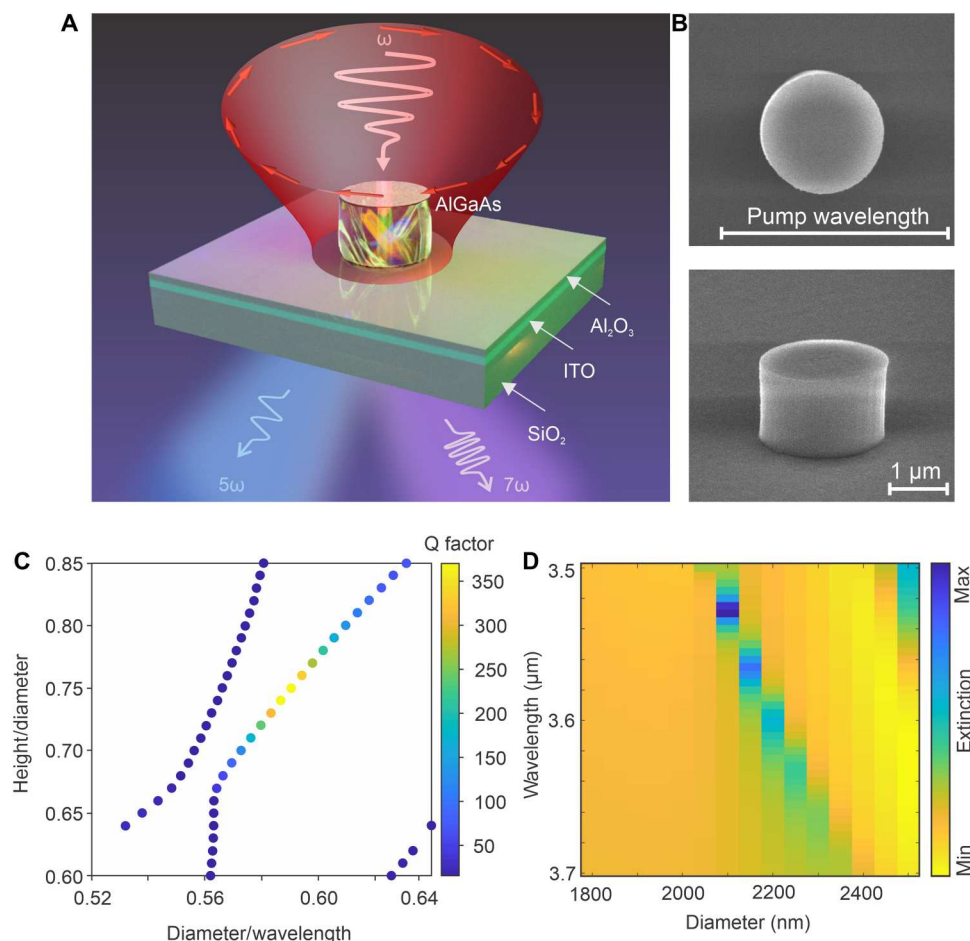 A
ω
AlGaAs
Al₂O₃
ITO
SiO₂
5ω
7ω
B
Pump wavelength
1 μm
C
Q factor
0.85
0.80
0.75
0.70
0.65
0.60
Height/diameter
0.52
0.56
0.60
0.64
Diameter/wavelength
350
300
250
200
150
100
50
D
3.5
3.6
3.7
Wavelength (μm)
1800
2000
2200
2400
Diameter (nm)
Max
Extinction
Min